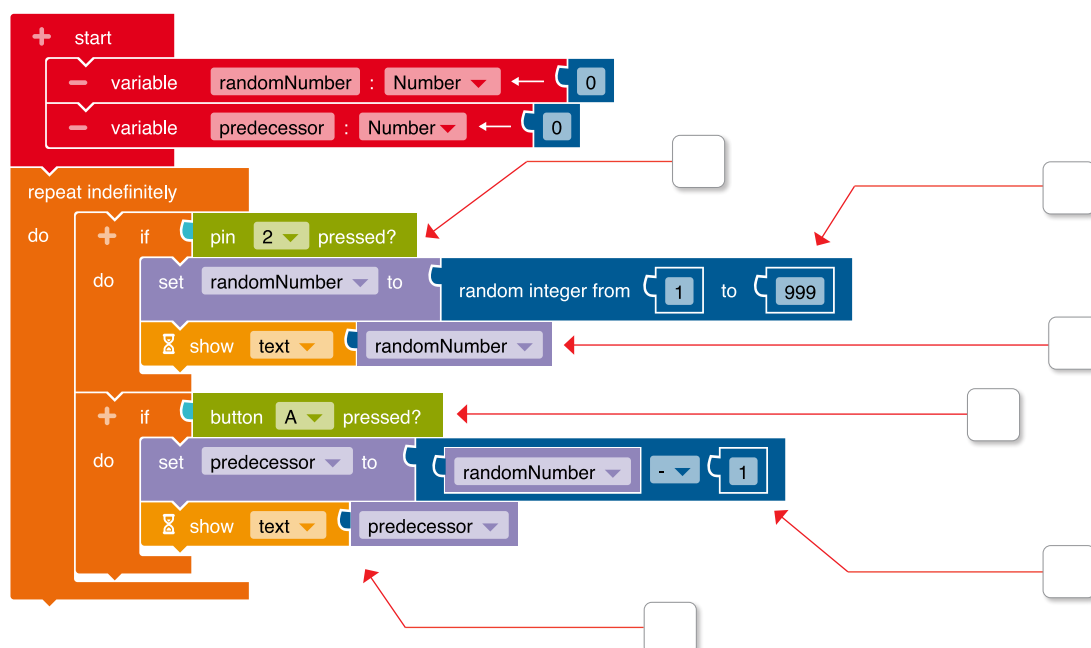 start
variable randomNumber : Number ← 0
variable predecessor : Number ← 0
repeat indefinitely
do if pin 2 pressed?
do set randomNumber to random integer from 1 to 999
show text randomNumber
if button A pressed?
do set predecessor to randomNumber - 1
show text predecessor